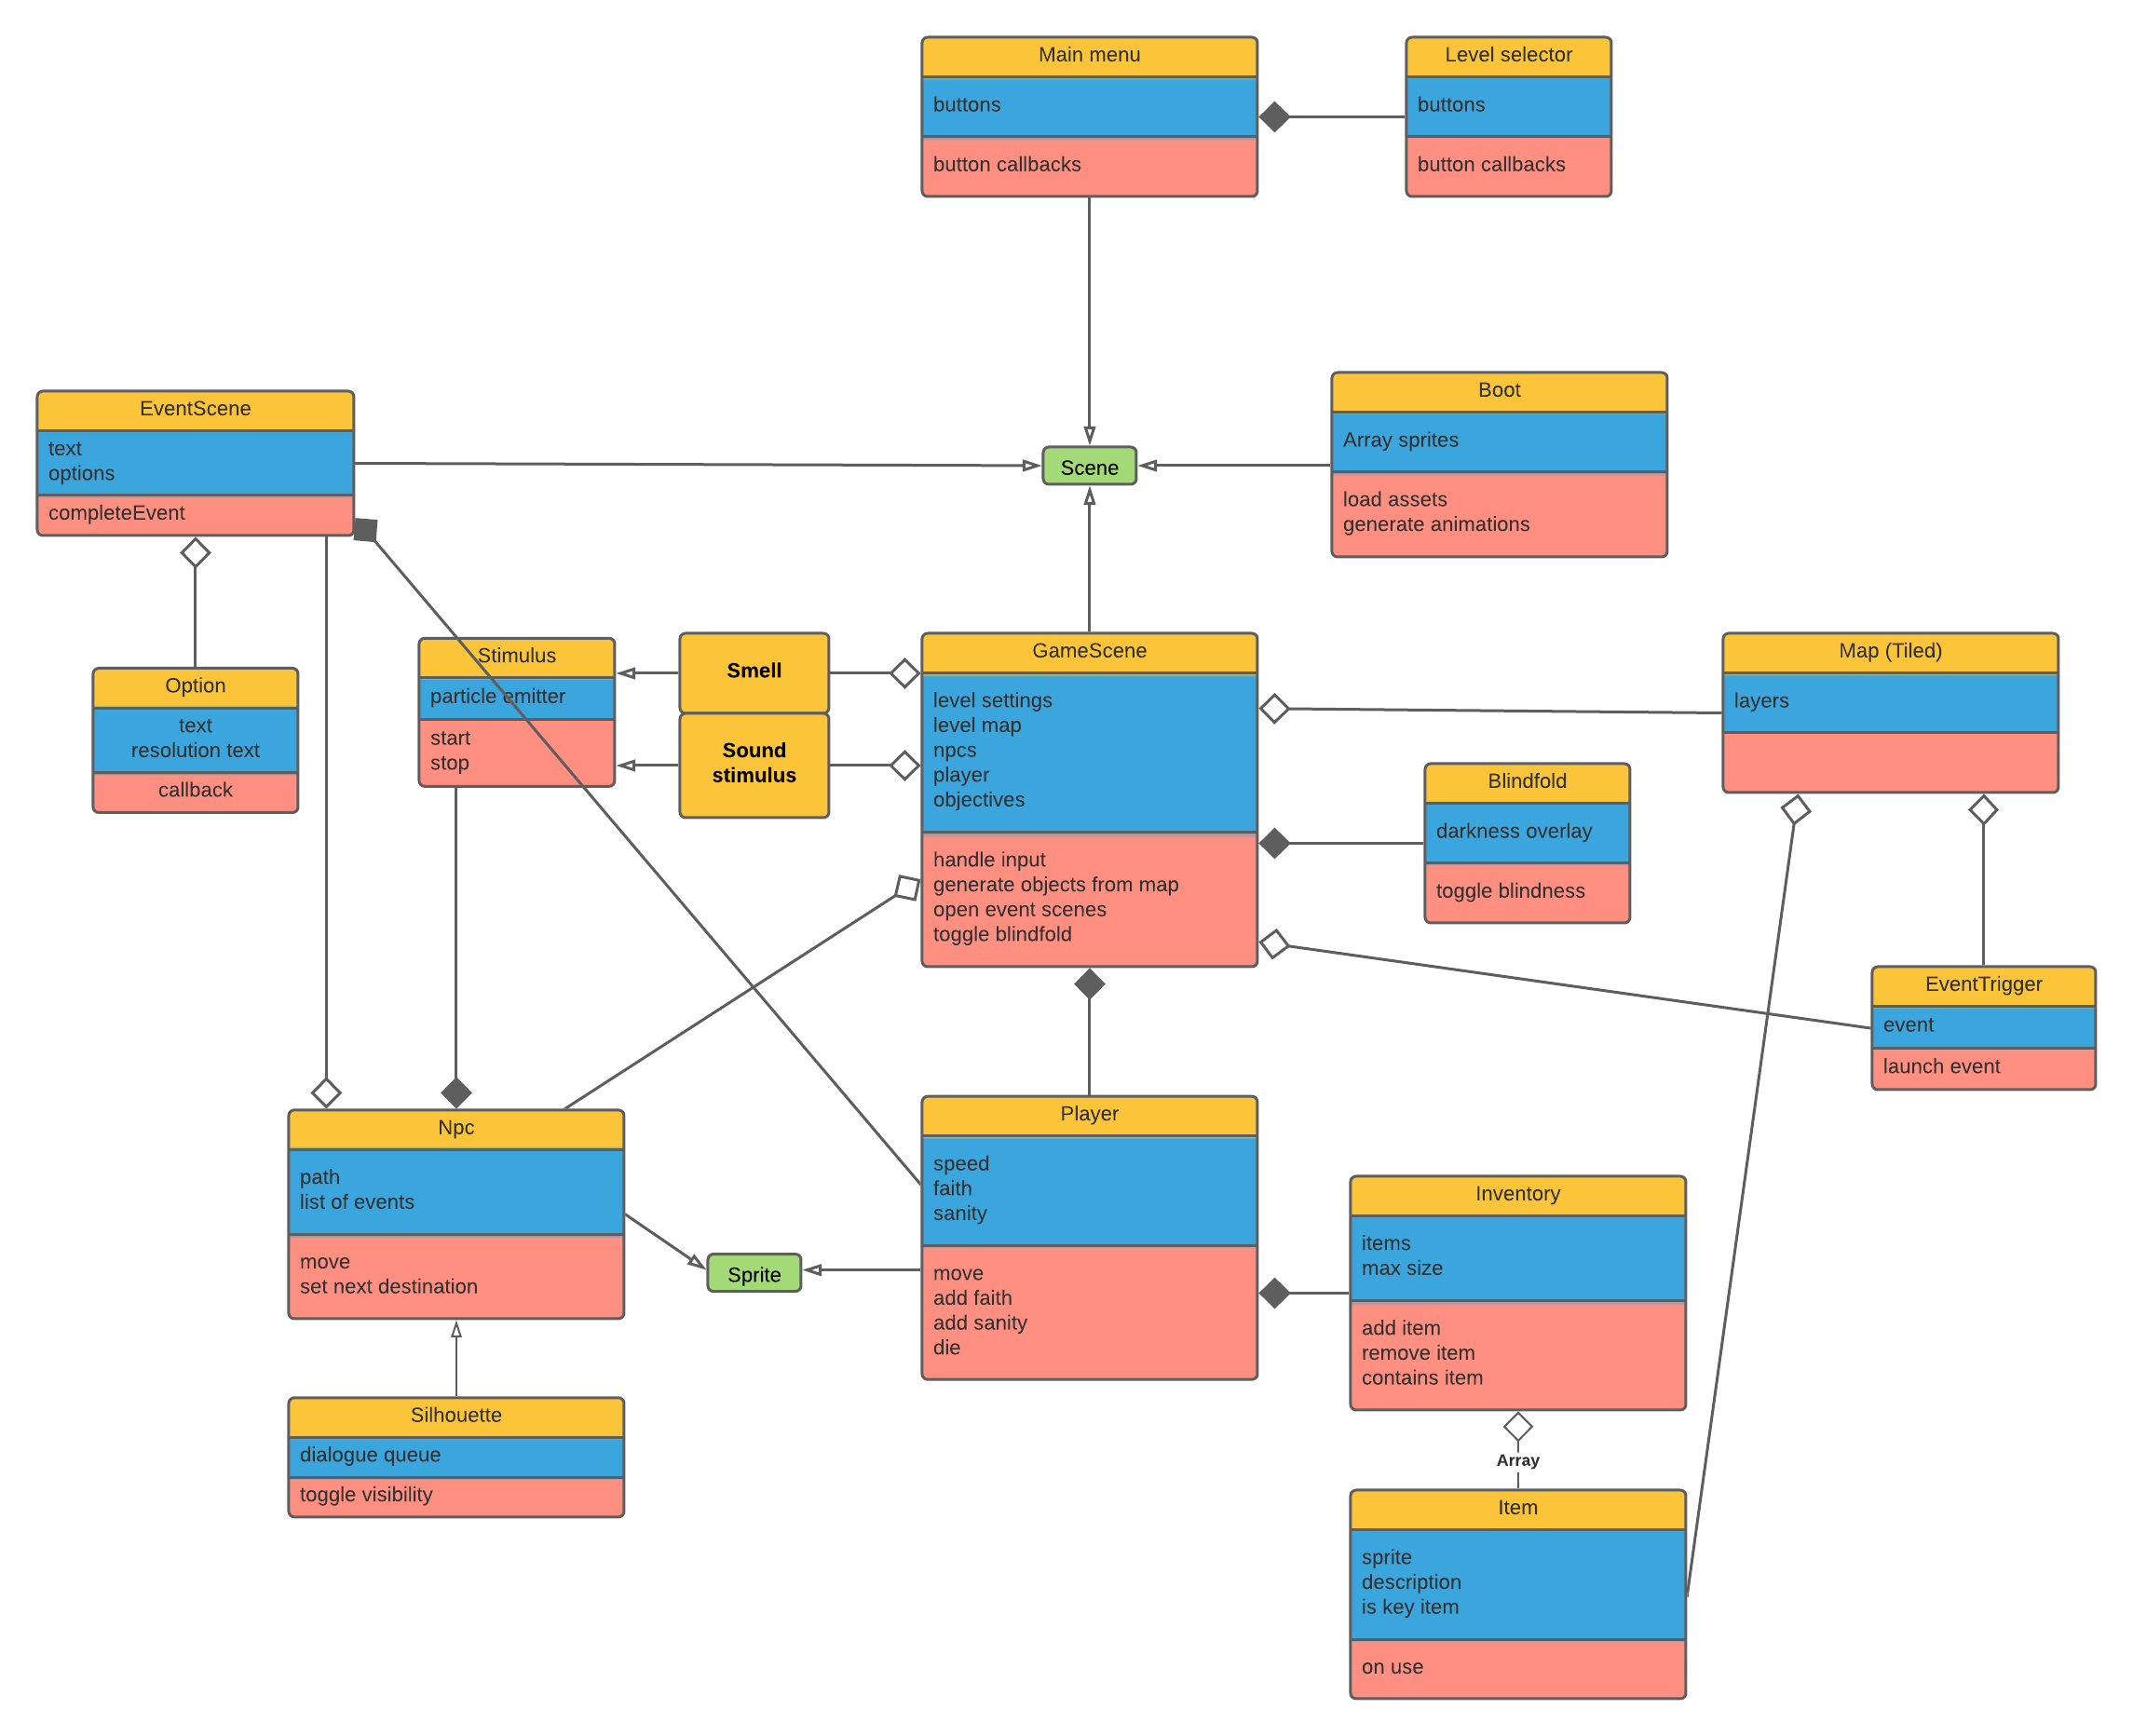 Main menu
buttons
button callbacks
Level selector
buttons
button callbacks
EventScene
text
options
completeEvent
Scene
Boot
Array sprites
load assets
generate animations
Option
text
resolution text
callback
Stimulus
particle emitter
start
stop
Smell
Sound
stimulus
GameScene
level settings
level map
npcs
player
objectives
handle input
generate objects from map
open event scenes
toggle blindfold
Map (Tiled)
layers
Blindfold
darkness overlay
toggle blindness
EventTrigger
event
launch event
Npc
path
list of events
move
set next destination
Sprite
Player
speed
faith
sanity
move
add faith
add sanity
die
Inventory
items
max size
add item
remove item
contains item
Array
Silhouette
dialogue queue
toggle visibility
Item
sprite
description
is key item
on use